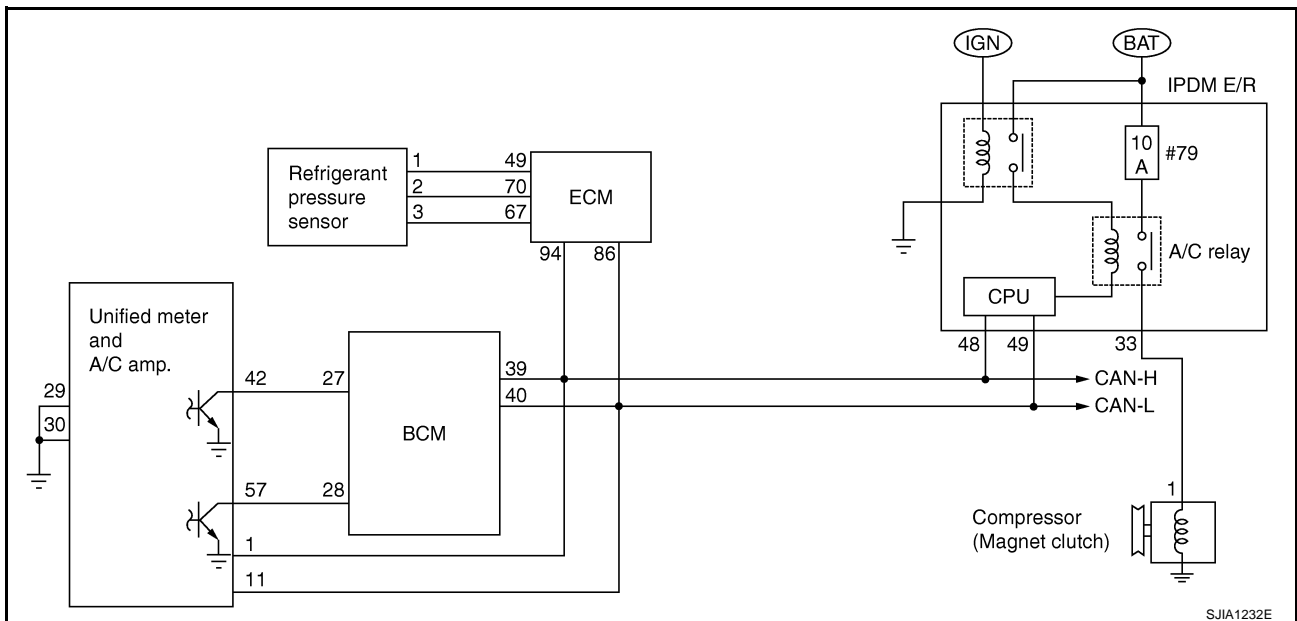 IGN
BAT
IPDM E/R
10
A
#79
Refrigerant
pressure
sensor
1
2
3
49
70
67
ECM
94
86
A/C relay
CPU
48
49
33
Unified meter
and
A/C amp.
29
30
42
27
57
28
BCM
39
40
CAN-H
CAN-L
1
11
1
Compressor
(Magnet clutch)
SJIA1232E